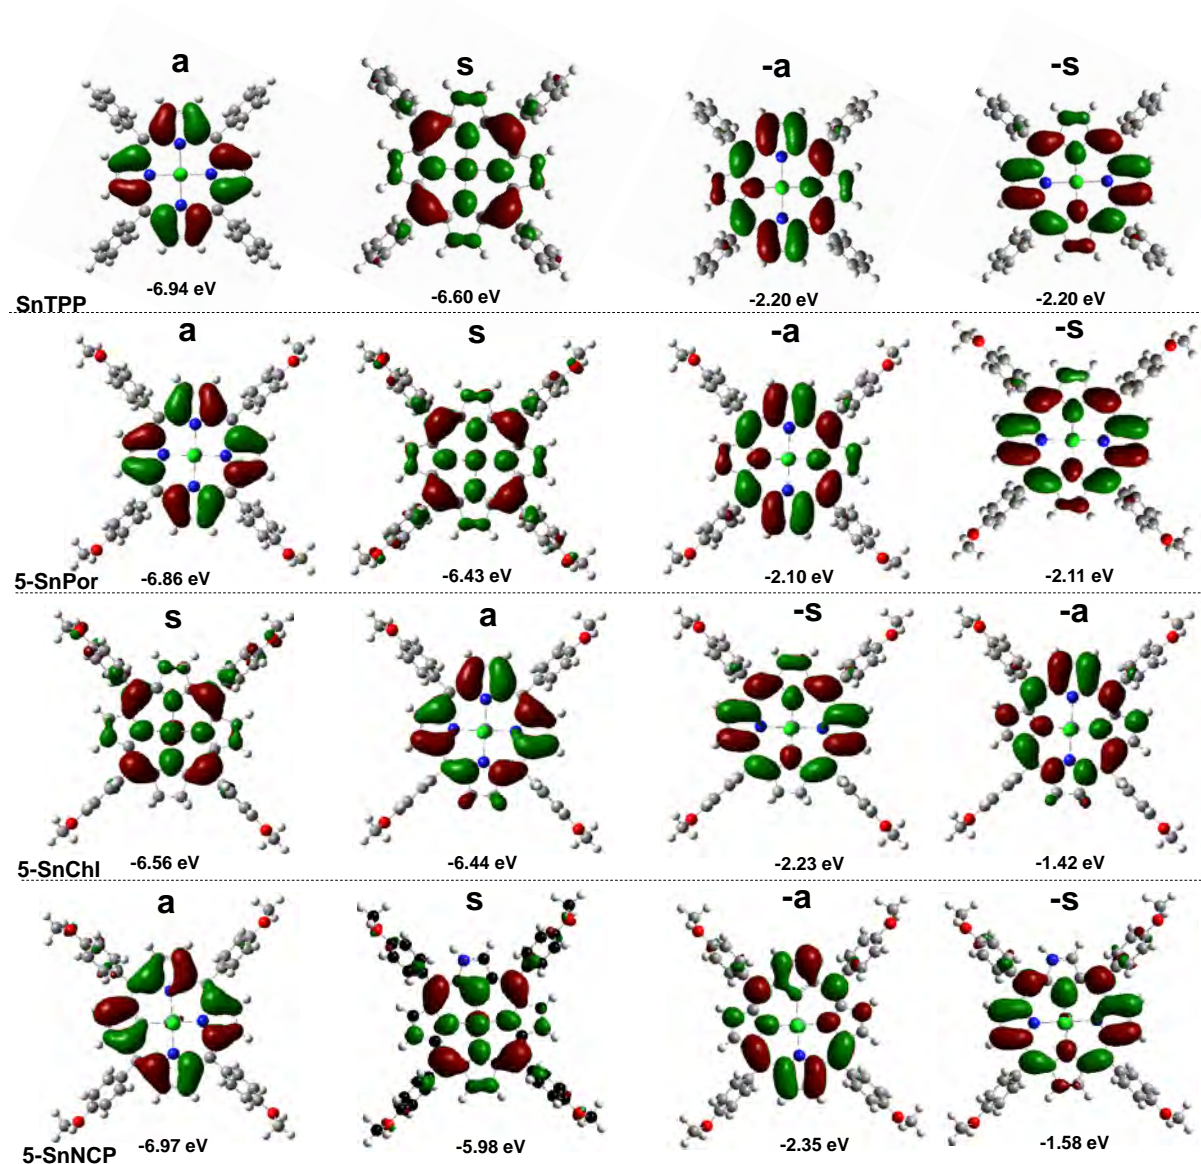 a s -a -s
-6.94 eV -6.60 eV -2.20 eV -2.20 eV
SnTPP
a s -a -s
-6.86 eV -6.43 eV -2.10 eV -2.11 eV
5-SnPor
s a -s -a
-6.56 eV -6.44 eV -2.23 eV -1.42 eV
5-SnChl
a s -a -s
-6.97 eV -5.98 eV -2.35 eV -1.58 eV
5-SnNCP